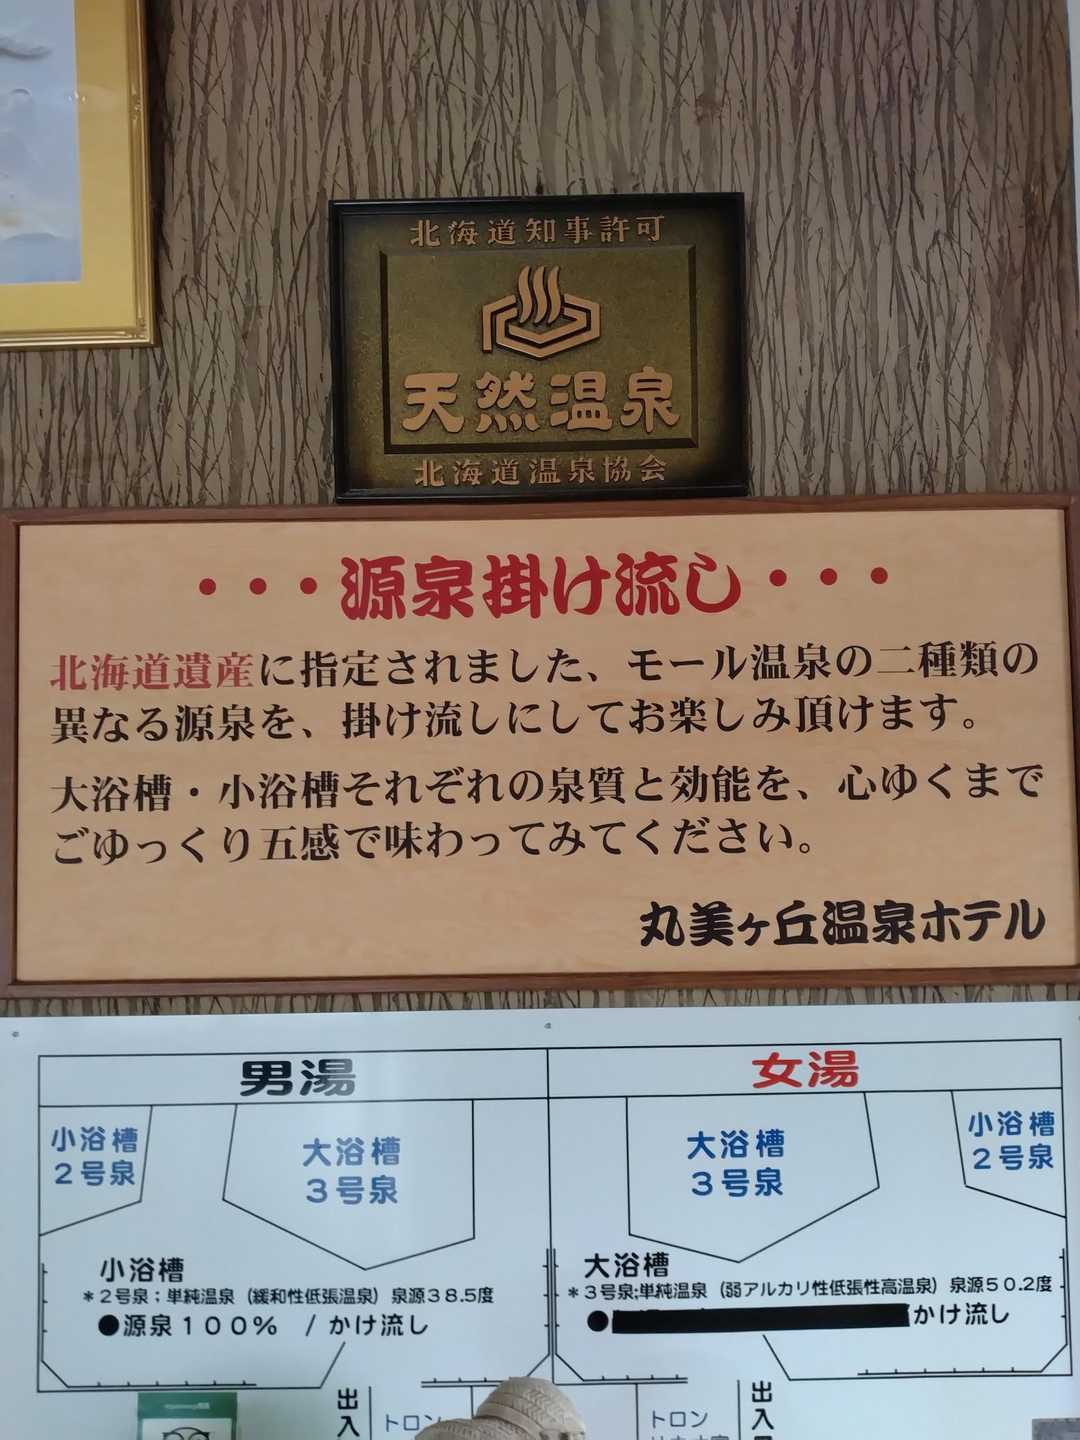 北海道知事許可
天然温泉
北海道温泉協会
・・・源泉掛け流し・・・
北海道遺産に指定されました、モール温泉の二種類の
異なる源泉を、掛け流しにしてお楽しみ頂けます。
大浴槽・小浴槽それぞれの泉質と効能を、心ゆくまで
ごゆっくり五感で味わってみてください。
丸美ヶ丘温泉ホテル
男湯
小浴槽
２号泉
大浴槽
３号泉
小浴槽
＊２号泉；単純温泉（緩和性低張温泉）泉源３８.５度
●源泉１００％ / かけ流し
出
入
トロン
女湯
大浴槽
３号泉
小浴槽
２号泉
大浴槽
＊３号泉;単純温泉（弱アルカリ性低張性高温泉）泉源５０.２度
●かけ流し
トロン
出
入